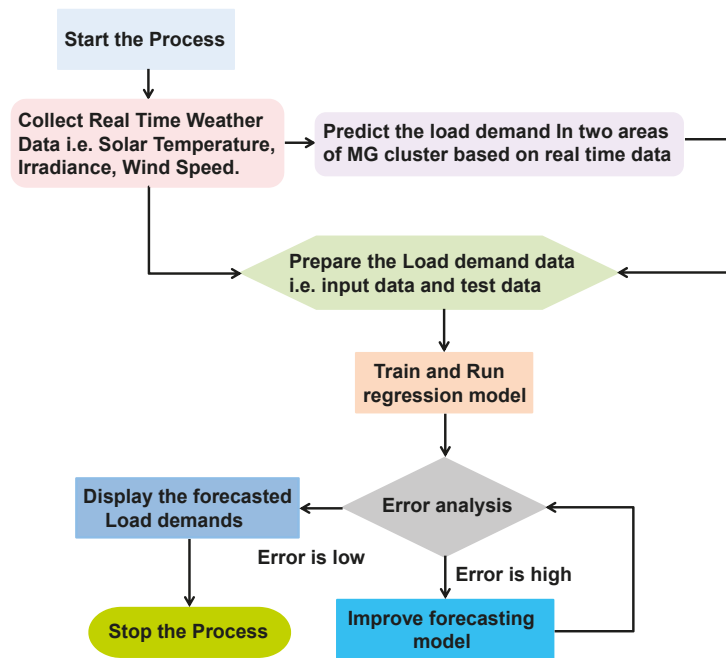 Start the Process
Collect Real Time Weather
Data i.e. Solar Temperature,
Irradiance, Wind Speed.
Predict the load demand In two areas
of MG cluster based on real time data
Prepare the Load demand data
i.e. input data and test data
Train and Run
regression model
Error analysis
Display the forecasted
Load demands
Error is low
Error is high
Stop the Process
Improve forecasting
model